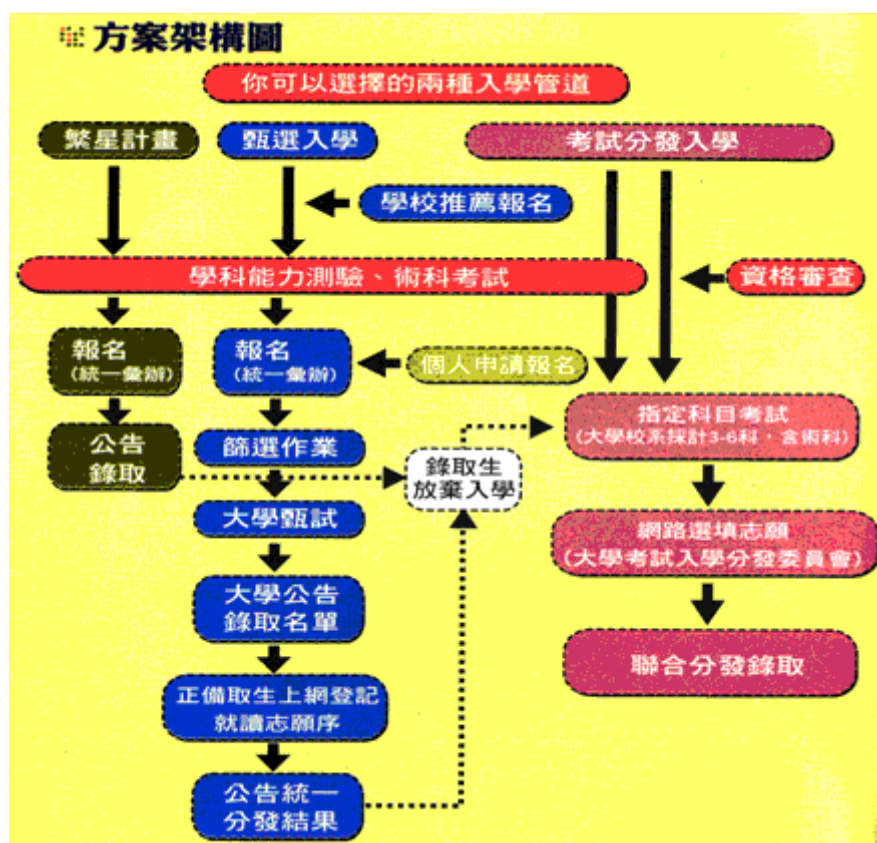 方案架構圖
你可以選擇的兩種入學管道
繁星計畫
甄選入學
考試分發入學
學校推薦報名
學科能力測驗、術科考試
資格審查
報名
(統一彙辦)
報名
(統一彙辦)
個人申請報名
指定科目考試
(大學校系採計3-6科，含術科)
公告
錄取
篩選作業
錄取生
放棄入學
大學甄試
網路選填志願
(大學考試入學分發委員會)
大學公告
錄取名單
聯合分發錄取
正備取生上網登記
就讀志願序
公告統一
分發結果